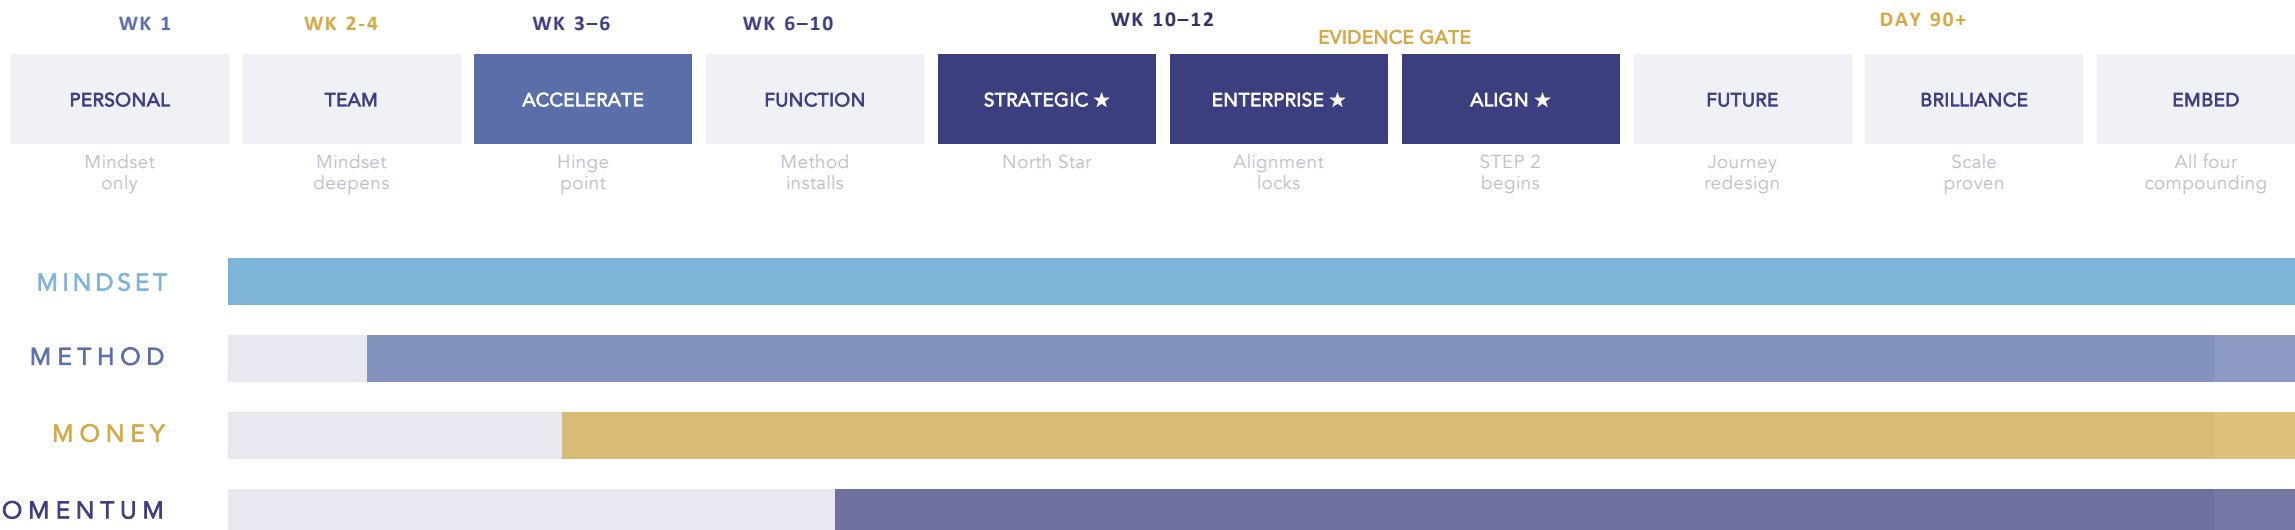 WK 1
WK 2-4
WK 3–6
WK 6–10
WK 10–12
DAY 90+
EVIDENCE GATE
PERSONAL
TEAM
ACCELERATE
FUNCTION
STRATEGIC ★
ENTERPRISE ★
ALIGN ★
FUTURE
BRILLIANCE
EMBED
Mindset
only
Mindset
deepens
Hinge
point
Method
installs
North Star
Alignment
locks
STEP 2
begins
Journey
redesign
Scale
proven
All four
compounding
MINDSET
METHOD
MONEY
OMENTUM